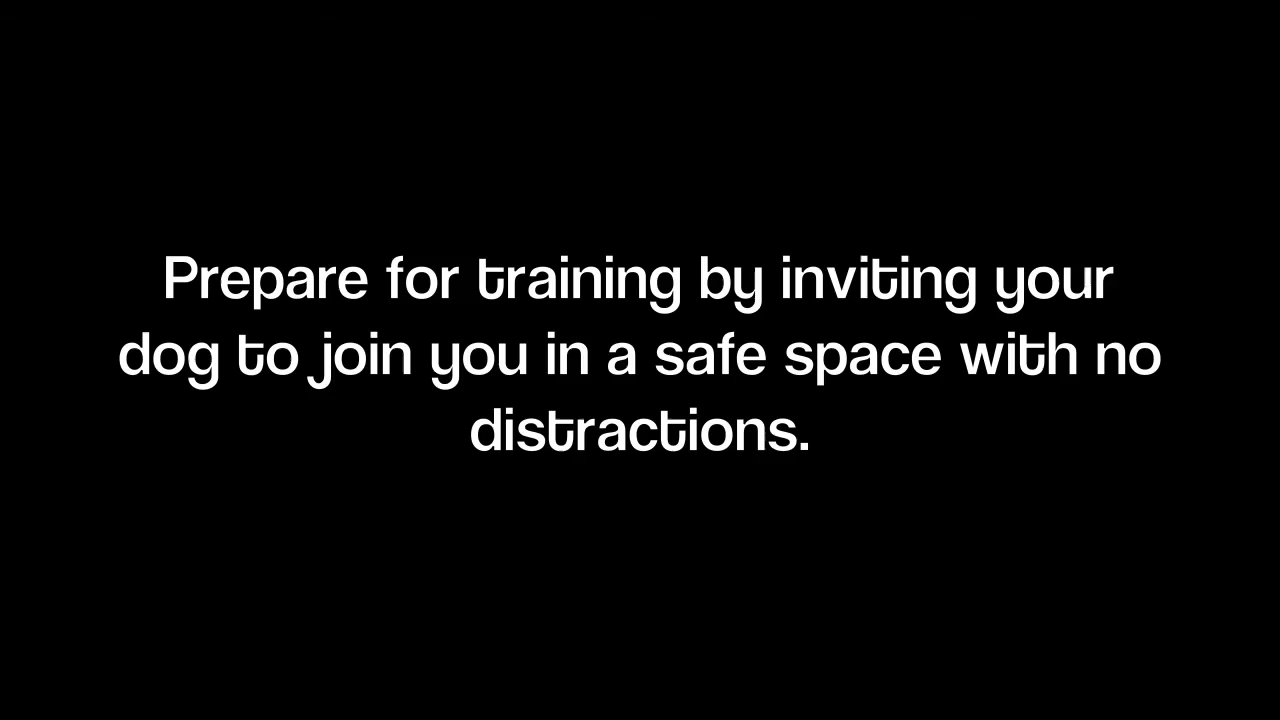 Prepare for training by inviting your
dog to join you in a safe space with no
distractions.